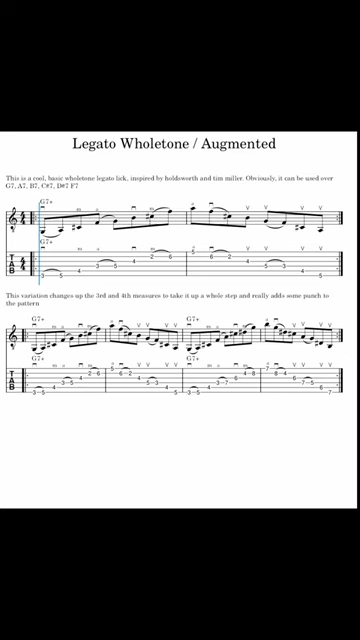 Legato Wholetone / Augmented
This is a cool, basic wholetone legato lick, inspired by holdsworth and tim miller. Obviously, it can be used over
G7, A7, B7, C#7, D#7 F7
G7+
G7+
This variation changes up the 3rd and 4th measures to take it up a whole step and really adds some punch to
the pattern
G7+ G7+
G7+ G7+